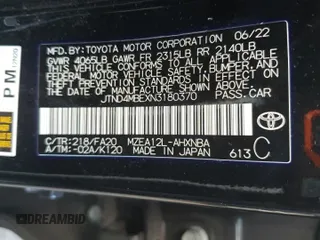 MFD. BY: TOYOTA MOTOR CORPORATION 06/22
GVWR 4065LB GAWR FR 2315LB RR 2140LB
THIS VEHICLE CONFORMS TO ALL APPLICABLE
FEDERAL MOTOR VEHICLE SAFETY, BUMPER, AND
THEFT PREVENTION STANDARDS IN EFFECT ON
THE DATE OF MANUFACTURE SHOWN ABOVE.
JTND4MBEXN3180370 PASS.CAR
C/TR: 218/FA20 MZEA12L-AHXNBA
A/TM: -02A/K120 MADE IN JAPAN 613 C
TOYOTA
PM
DREAMBID